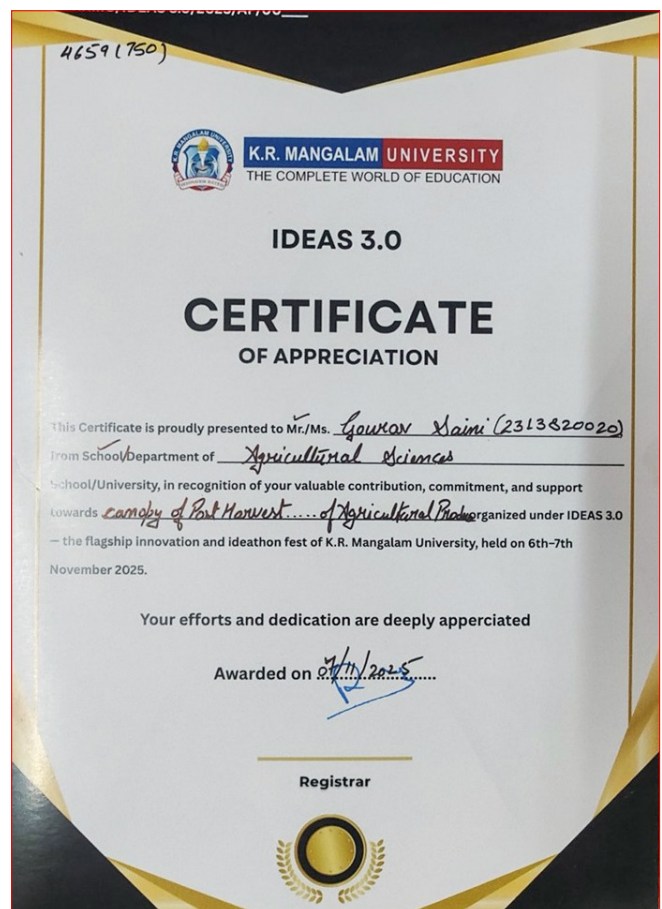 4659(750)
K.R. MANGALAM UNIVERSITY
THE COMPLETE WORLD OF EDUCATION
IDEAS 3.0
CERTIFICATE
OF APPRECIATION
This Certificate is proudly presented to Mr./Ms. Gourav Saini (2313820020)
from School/Department of Agricultural Sciences
School/University, in recognition of your valuable contribution, commitment, and support
towards canopy of Post Harvest..... of Agricultural Produce organized under IDEAS 3.0
— the flagship innovation and ideathon fest of K.R. Mangalam University, held on 6th–7th
November 2025.
Your efforts and dedication are deeply apperciated
Awarded on 07/11/2025
Registrar